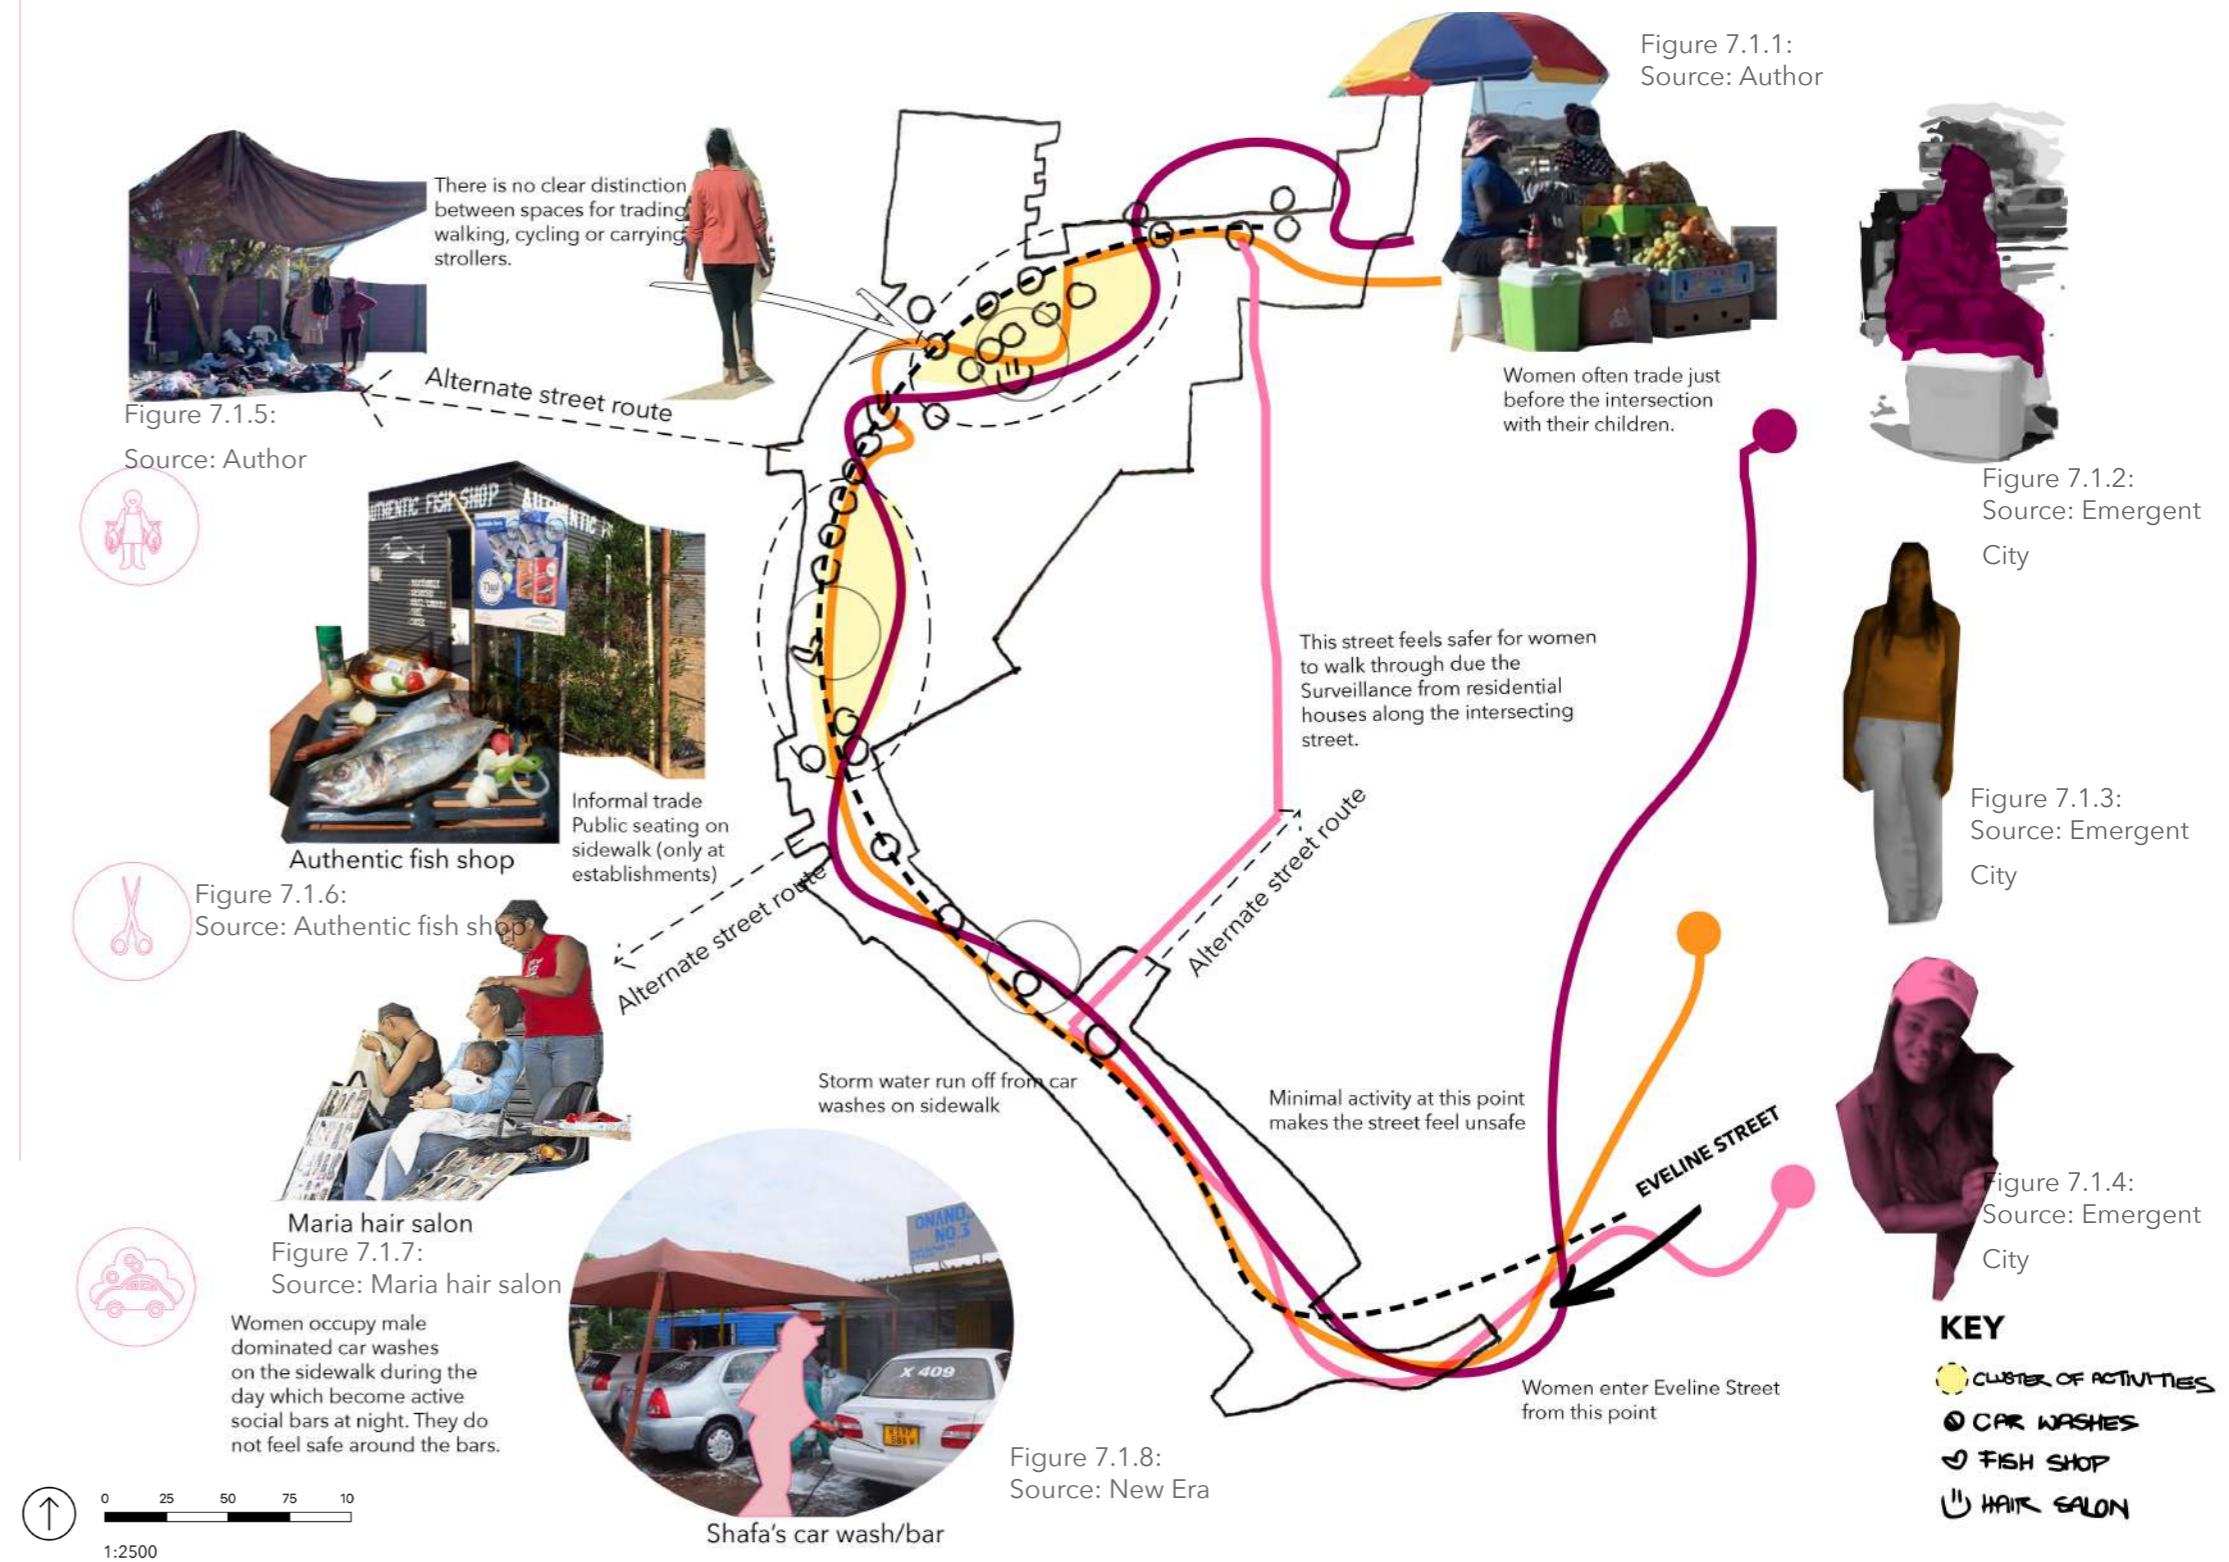 Figure 7.1.1:
Source: Author
There is no clear distinction
between spaces for trading
walking, cycling or carrying
strollers.
Alternate street route
Figure 7.1.5:
Source: Author
Women often trade just
before the intersection
with their children.
Figure 7.1.2:
Source: Emergent
City
AUTHENTIC FISH SHOP
This street feels safer for women
to walk through due the
Surveillance from residential
houses along the intersecting
street.
Informal trade
Public seating on
sidewalk (only at
establishments)
Authentic fish shop
Figure 7.1.6:
Source: Authentic fish shop
Alternate street route
Alternate street route
Figure 7.1.3:
Source: Emergent
City
Storm water run off from car
washes on sidewalk
Minimal activity at this point
makes the street feel unsafe
EVELINE STREET
Figure 7.1.4:
Source: Emergent
City
Maria hair salon
Figure 7.1.7:
Source: Maria hair salon
Women occupy male
dominated car washes
on the sidewalk during the
day which become active
social bars at night. They do
not feel safe around the bars.
ONANO
NO.3
X 409
Women enter Eveline Street
from this point
Figure 7.1.8:
Source: New Era
Shafa's car wash/bar
KEY
CLUSTER OF ACTIVITIES
CAR WASHES
FISH SHOP
HAIR SALON
0 25 50 75 10
1:2500